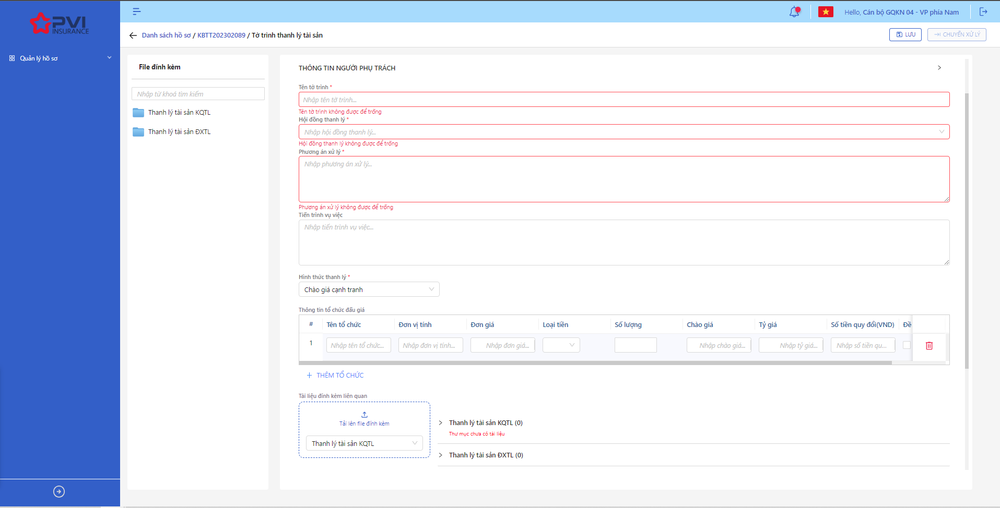 PVI
INSURANCE
Quản lý hồ sơ
Hello, Cán bộ GQKN 04 - VP phía Nam
Danh sách hồ sơ / KBTT202302089 / Tờ trình thanh lý tài sản
LƯU
CHUYỂN XỬ LÝ
File đính kèm
Nhập từ khoá tìm kiếm
Thanh lý tài sản KQTL
Thanh lý tài sản ĐXTL
THÔNG TIN NGƯỜI PHỤ TRÁCH
Tên tờ trình *
Nhập tên tờ trình...
Tên tờ trình không được để trống
Hội đồng thanh lý *
Nhập hội đồng thanh lý...
Hội đồng thanh lý không được để trống
Phương án xử lý *
Nhập phương án xử lý...
Phương án xử lý không được để trống
Tiến trình vụ việc
Nhập tiến trình vụ việc...
Hình thức thanh lý *
Chào giá cạnh tranh
Thông tin tổ chức đấu giá
# Tên tổ chức Đơn vị tính Đơn giá Loại tiền Số lượng Chào giá Tỷ giá Số tiền quy đổi(VND) Đề
1 Nhập tên tổ chức... Nhập đơn vị tính... Nhập đơn giá... Nhập chào giá... Nhập tỷ giá... Nhập số tiền qu...
+ THÊM TỔ CHỨC
Tài liệu đính kèm liên quan
Tải lên file đính kèm
Thanh lý tài sản KQTL
Thanh lý tài sản KQTL (0)
Thư mục chưa có tài liệu
Thanh lý tài sản ĐXTL (0)